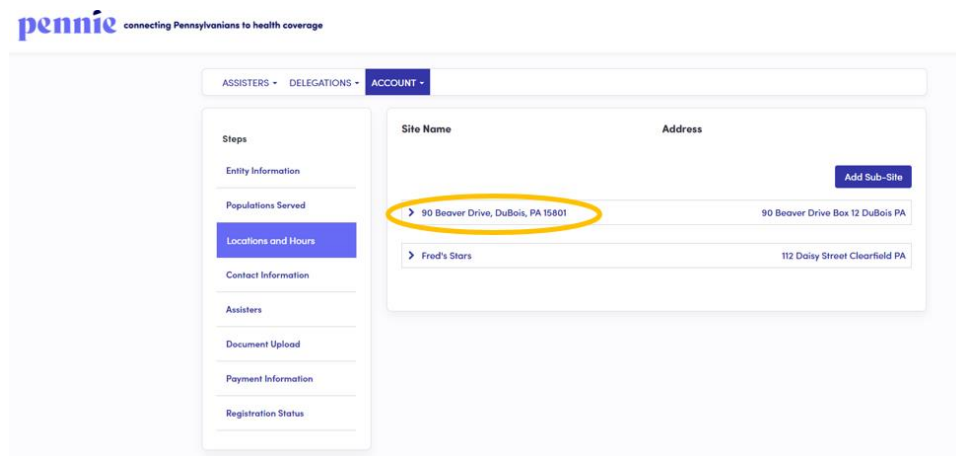 pennie connecting Pennsylvanians to health coverage
ASSISTERS DELEGATIONS ACCOUNT
Steps
Entity Information
Populations Served
Locations and Hours
Contact Information
Assisters
Document Upload
Payment Information
Registration Status
Site Name Address
Add Sub-Site
90 Beaver Drive, DuBois, PA 15801 90 Beaver Drive Box 12 DuBois PA
Fred's Stars 112 Daisy Street Clearfield PA